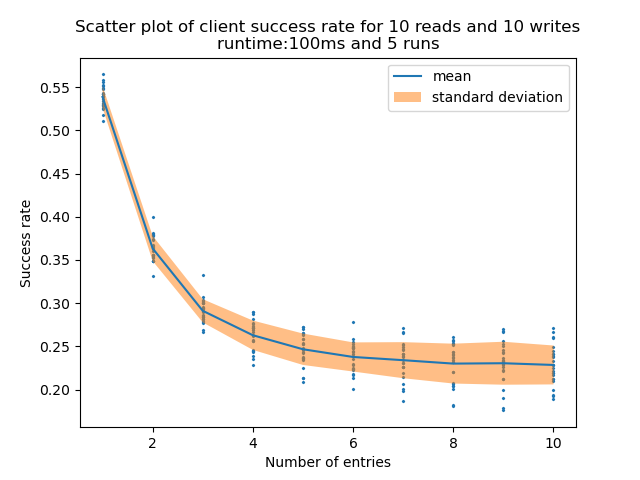 Scatter plot of client success rate for 10 reads and 10 writes
runtime:100ms and 5 runs
mean
standard deviation
0.55
0.50
0.45
0.40
0.35
0.30
0.25
0.20
Success rate
2
4
6
8
10
Number of entries